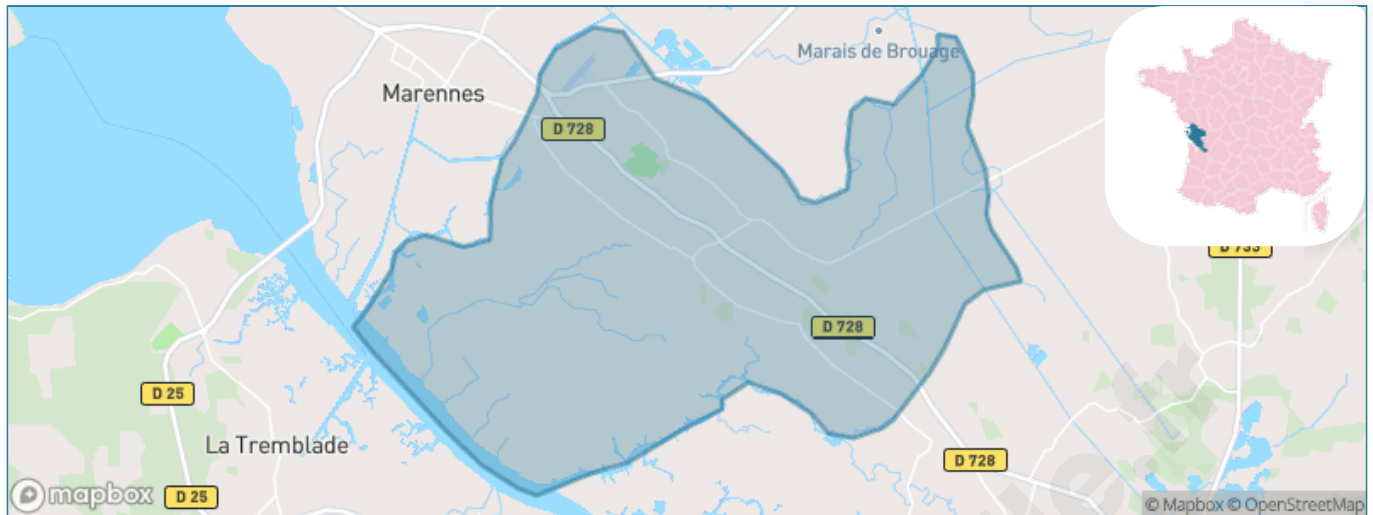 Marais de Brouage
Marennes
D 728
D 733
D 728
D 25
La Tremblade
D 728
D 25
mapbox
© Mapbox © OpenStreetMap